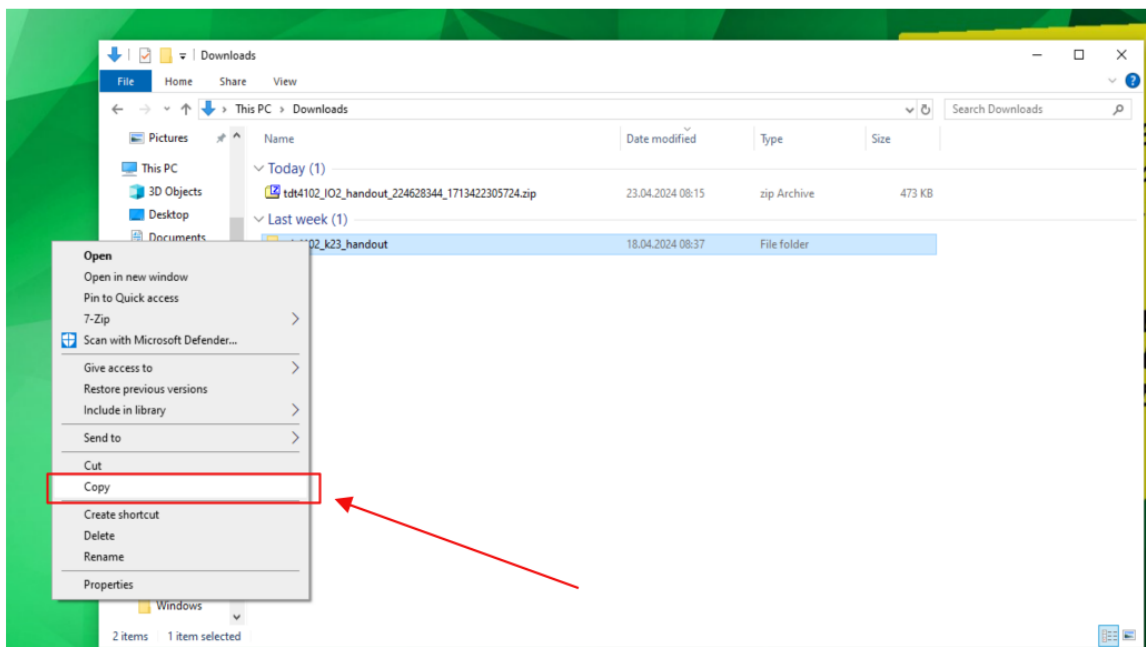 Downloads
File Home Share View
This PC > Downloads
Search Downloads
Pictures
Name Date modified Type Size
This PC
Today (1)
3D Objects
tdt4102_IO2_handout_224628344_1713422305724.zip 23.04.2024 08:15 zip Archive 473 KB
Desktop
Last week (1)
Documents
02_k23_handout 18.04.2024 08:37 File folder
Open
Open in new window
Pin to Quick access
7-Zip
Scan with Microsoft Defender...
Give access to
Restore previous versions
Include in library
Send to
Cut
Copy
Create shortcut
Delete
Rename
Properties
Windows
2 items 1 item selected